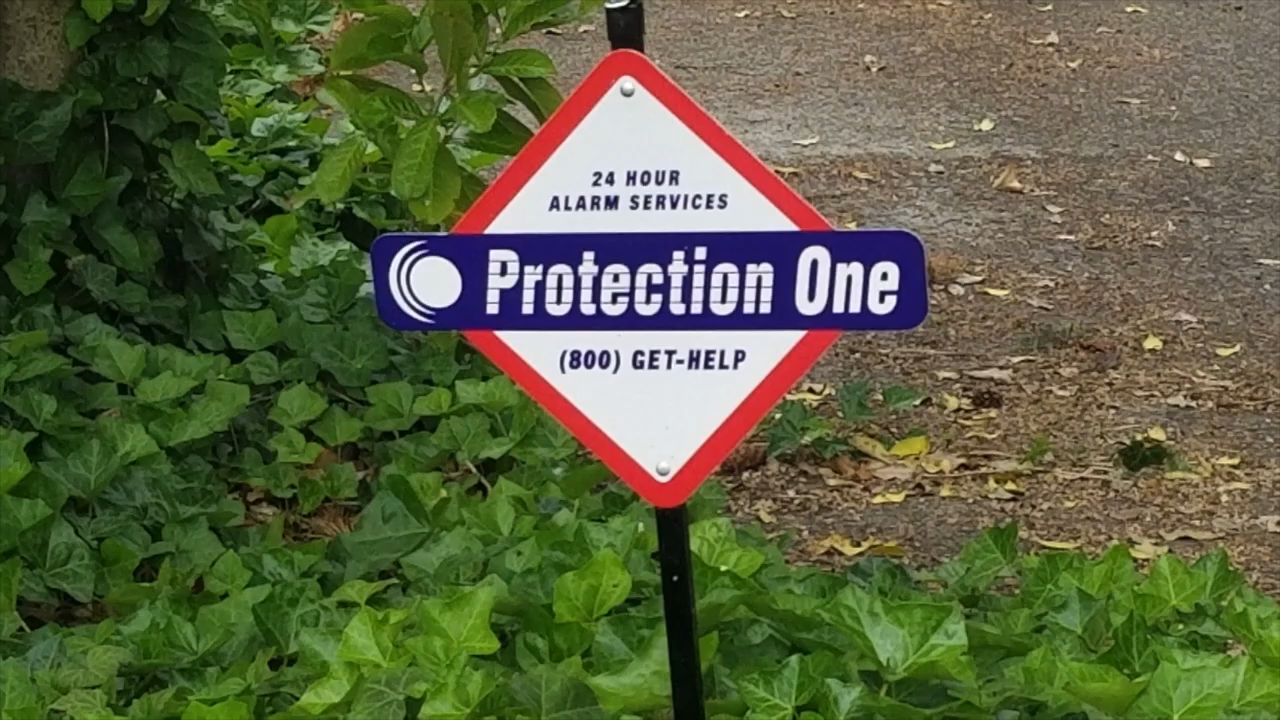 24 HOUR
ALARM SERVICES
Protection One
(800) GET-HELP